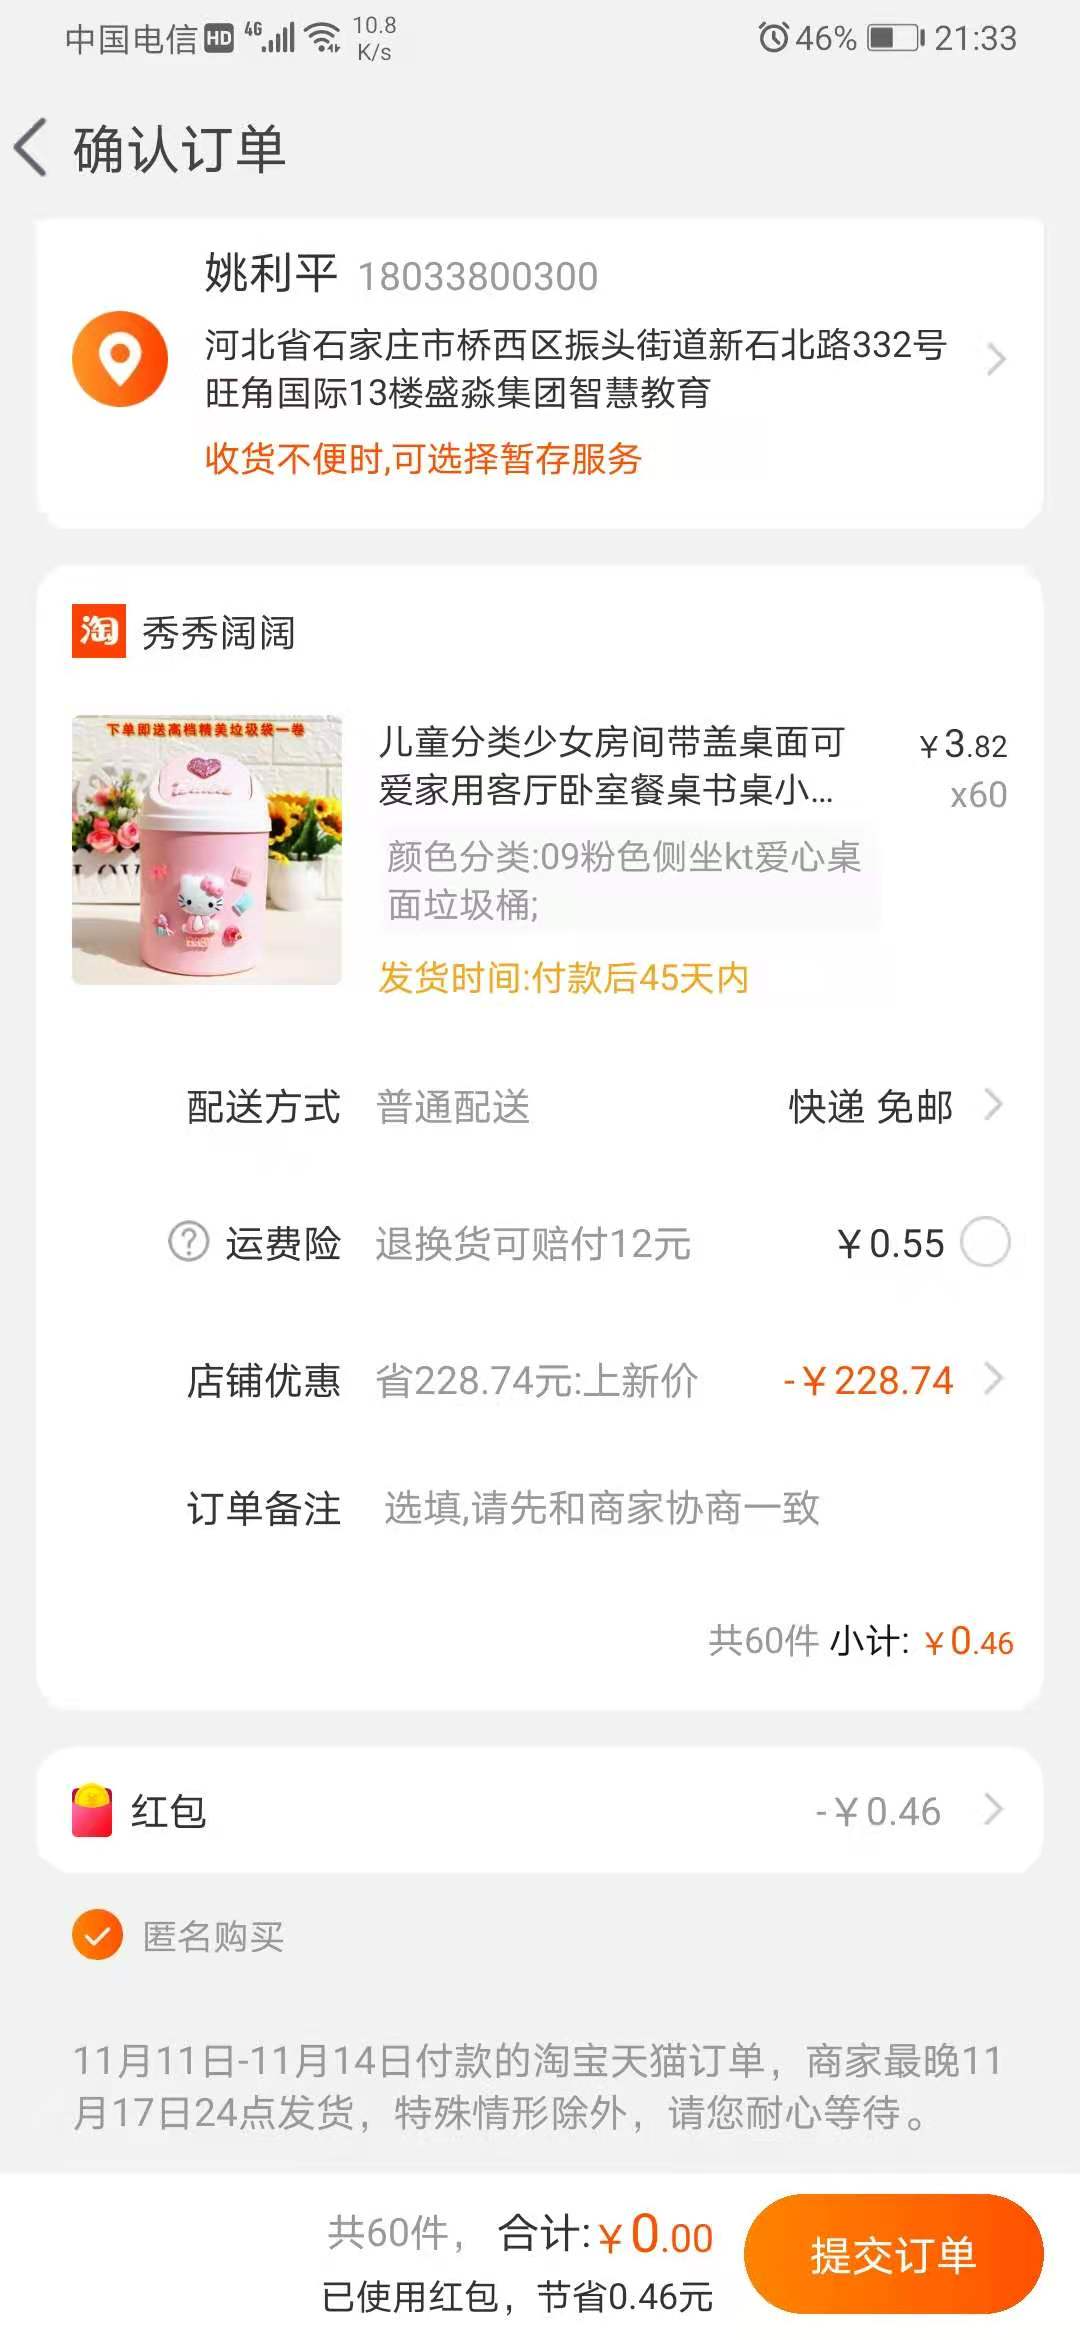 中国电信 HD 4G 10.8 K/s 46% 21:33
确认订单
姚利平 18033800300
河北省石家庄市桥西区振头街道新石北路332号
旺角国际13楼盛淼集团智慧教育
收货不便时,可选择暂存服务
淘 秀秀阔阔
下单即送高档精美垃圾袋一卷
儿童分类少女房间带盖桌面可 ¥3.82
爱家用客厅卧室餐桌书桌小... x60
颜色分类:09粉色侧坐kt爱心桌
面垃圾桶;
发货时间:付款后45天内
配送方式 普通配送 快递 免邮
运费险 退换货可赔付12元 ¥0.55
店铺优惠 省228.74元:上新价 -¥228.74
订单备注 选填,请先和商家协商一致
共60件 小计: ¥0.46
红包 -¥0.46
匿名购买
11月11日-11月14日付款的淘宝天猫订单，商家最晚11
月17日24点发货，特殊情形除外，请您耐心等待。
共60件， 合计:¥0.00
提交订单
已使用红包，节省0.46元